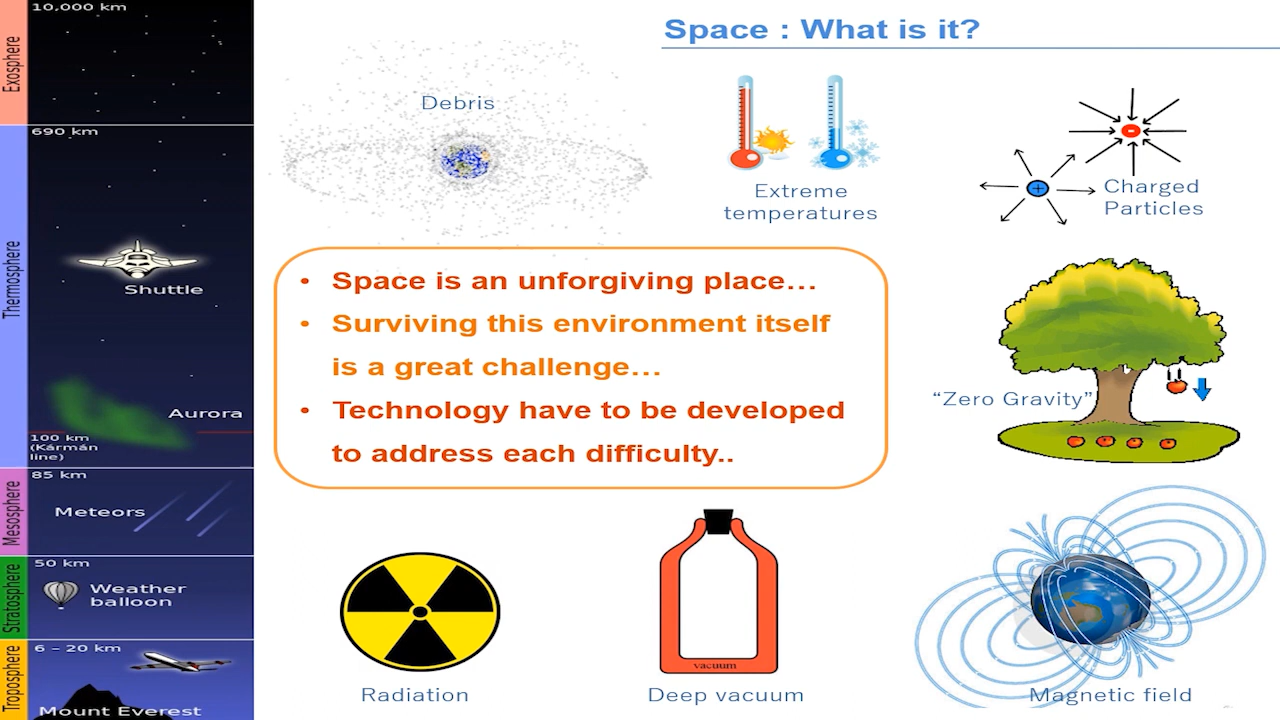 Space : What is it?
10,000 km
Exosphere
690 km
Thermosphere
Shuttle
Aurora
100 km
(Kármán
line)
85 km
Mesosphere
Meteors
50 km
Stratosphere
Weather
balloon
6 – 20 km
Troposphere
Mount Everest
Debris
Extreme
temperatures
Charged
Particles
• Space is an unforgiving place…
• Surviving this environment itself
is a great challenge…
• Technology have to be developed
to address each difficulty..
“Zero Gravity”
vacuum
Radiation
Deep vacuum
Magnetic field